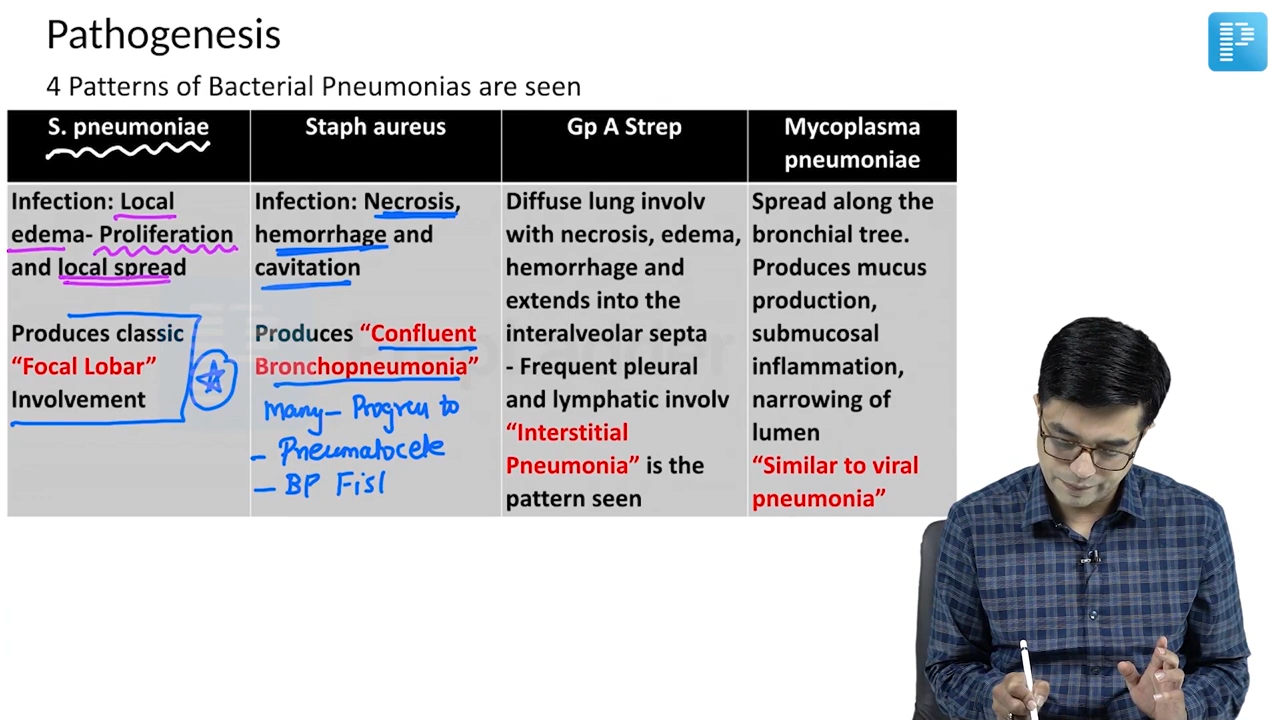 Pathogenesis
4 Patterns of Bacterial Pneumonias are seen
S. pneumoniae
Infection: Local
edema- Proliferation
and local spread
Produces classic
“Focal Lobar”
Involvement
Staph aureus
Infection: Necrosis,
hemorrhage and
cavitation
Produces “Confluent
Bronchopneumonia”
Many – Progress to
– Pneumatocele
– BP Fisl
Gp A Strep
Diffuse lung involv
with necrosis, edema,
hemorrhage and
extends into the
interalveolar septa
- Frequent pleural
and lymphatic involv
“Interstitial
Pneumonia” is the
pattern seen
Mycoplasma
pneumoniae
Spread along the
bronchial tree.
Produces mucus
production,
submucosal
inflammation,
narrowing of
lumen
“Similar to viral
pneumonia”